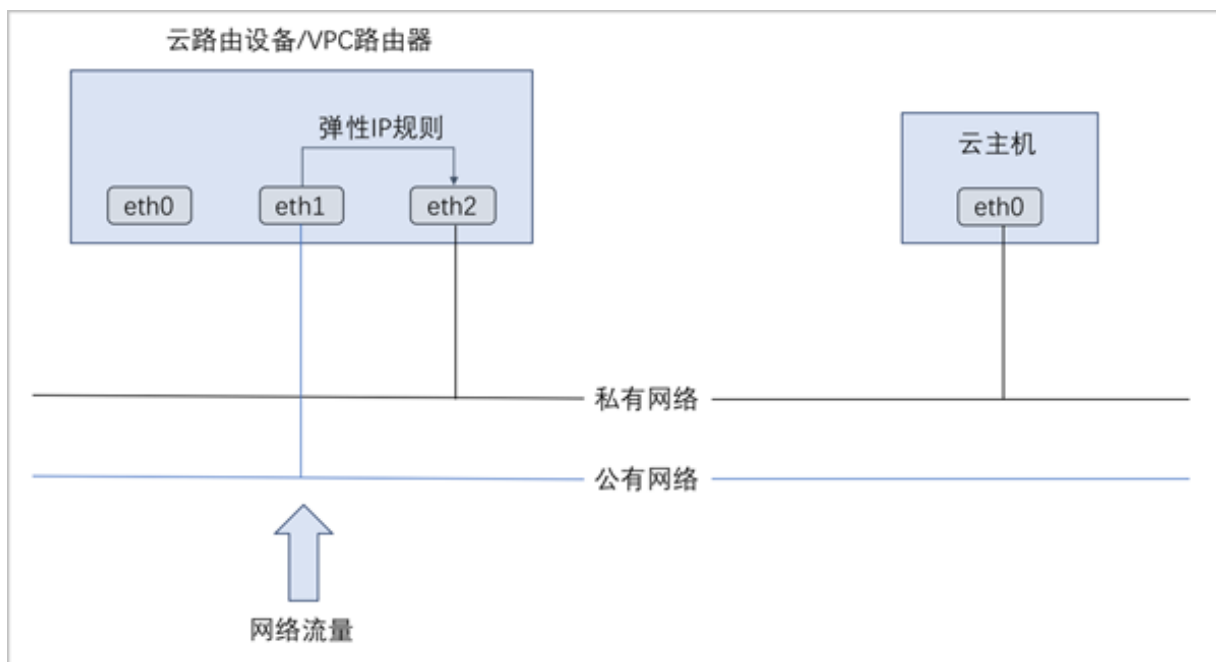 云路由设备/VPC路由器
弹性IP规则
eth0
eth1
eth2
云主机
eth0
私有网络
公有网络
网络流量